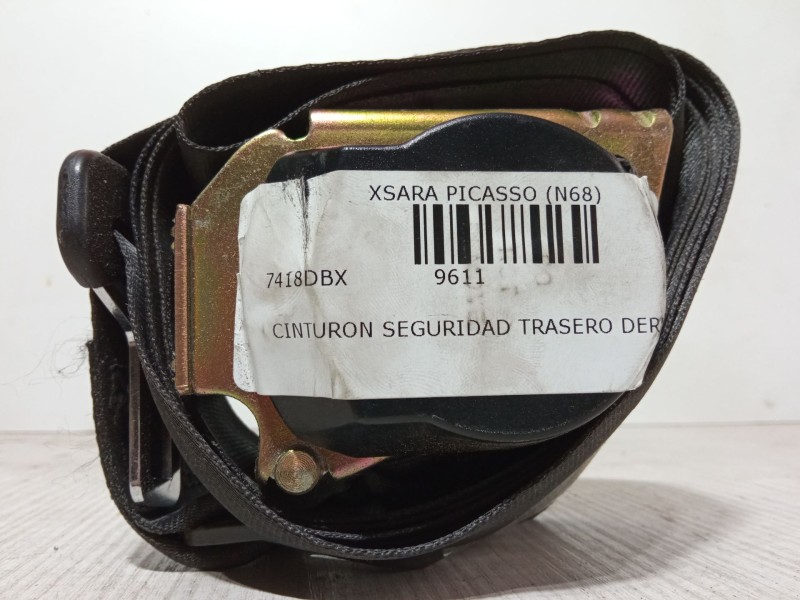 XSARA PICASSO (N68)
7418DBX 9611
CINTURON SEGURIDAD TRASERO DER